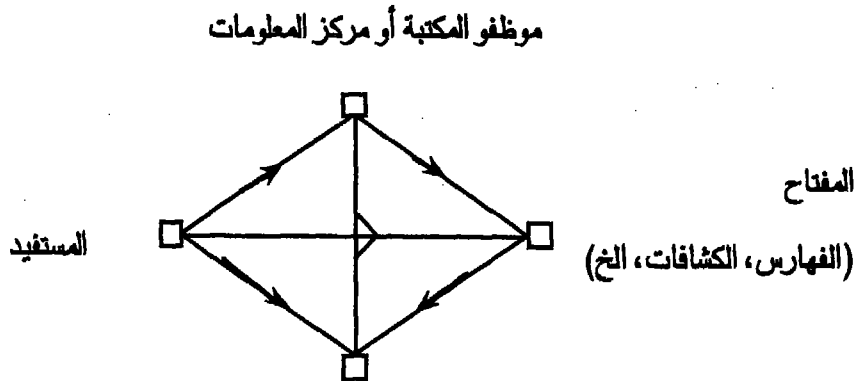 موظفو المكتبة أو مركز المعلومات
المفتاح
(الفهارس، الكشافات، الخ)
المستفيد